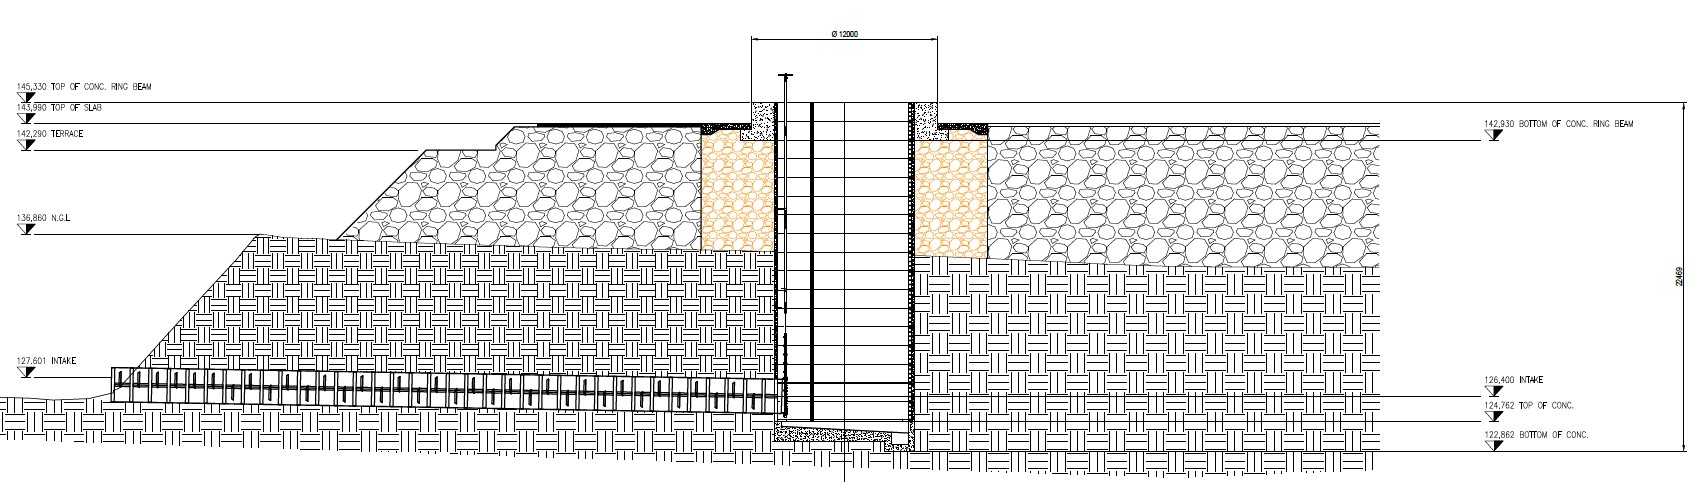 Ø 12000
145,330 TOP OF CONC. RING BEAM
143,990 TOP OF SLAB
142,290 TERRACE
142,930 BOTTOM OF CONC. RING BEAM
136,860 N.G.L
22469
127.601 INTAKE
126,400 INTAKE
124,762 TOP OF CONC.
122,862 BOTTOM OF CONC.